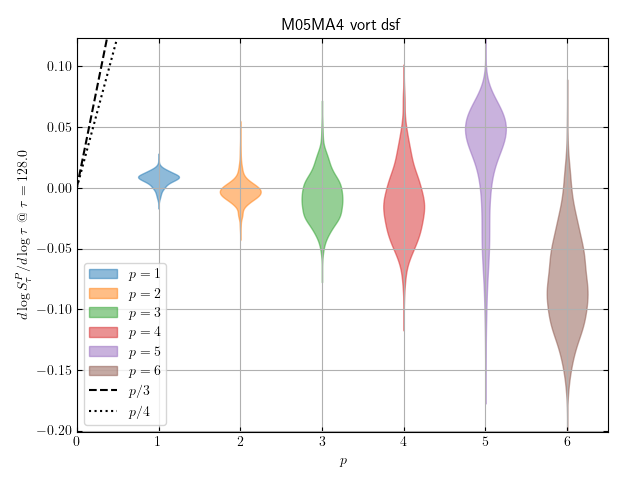 M05MA4 vort dsf
d log S_τ^P / d log τ @ τ = 128.0
0.10
0.05
0.00
−0.05
−0.10
−0.15
−0.20
p = 1
p = 2
p = 3
p = 4
p = 5
p = 6
p/3
p/4
0 1 2 3 4 5 6
p